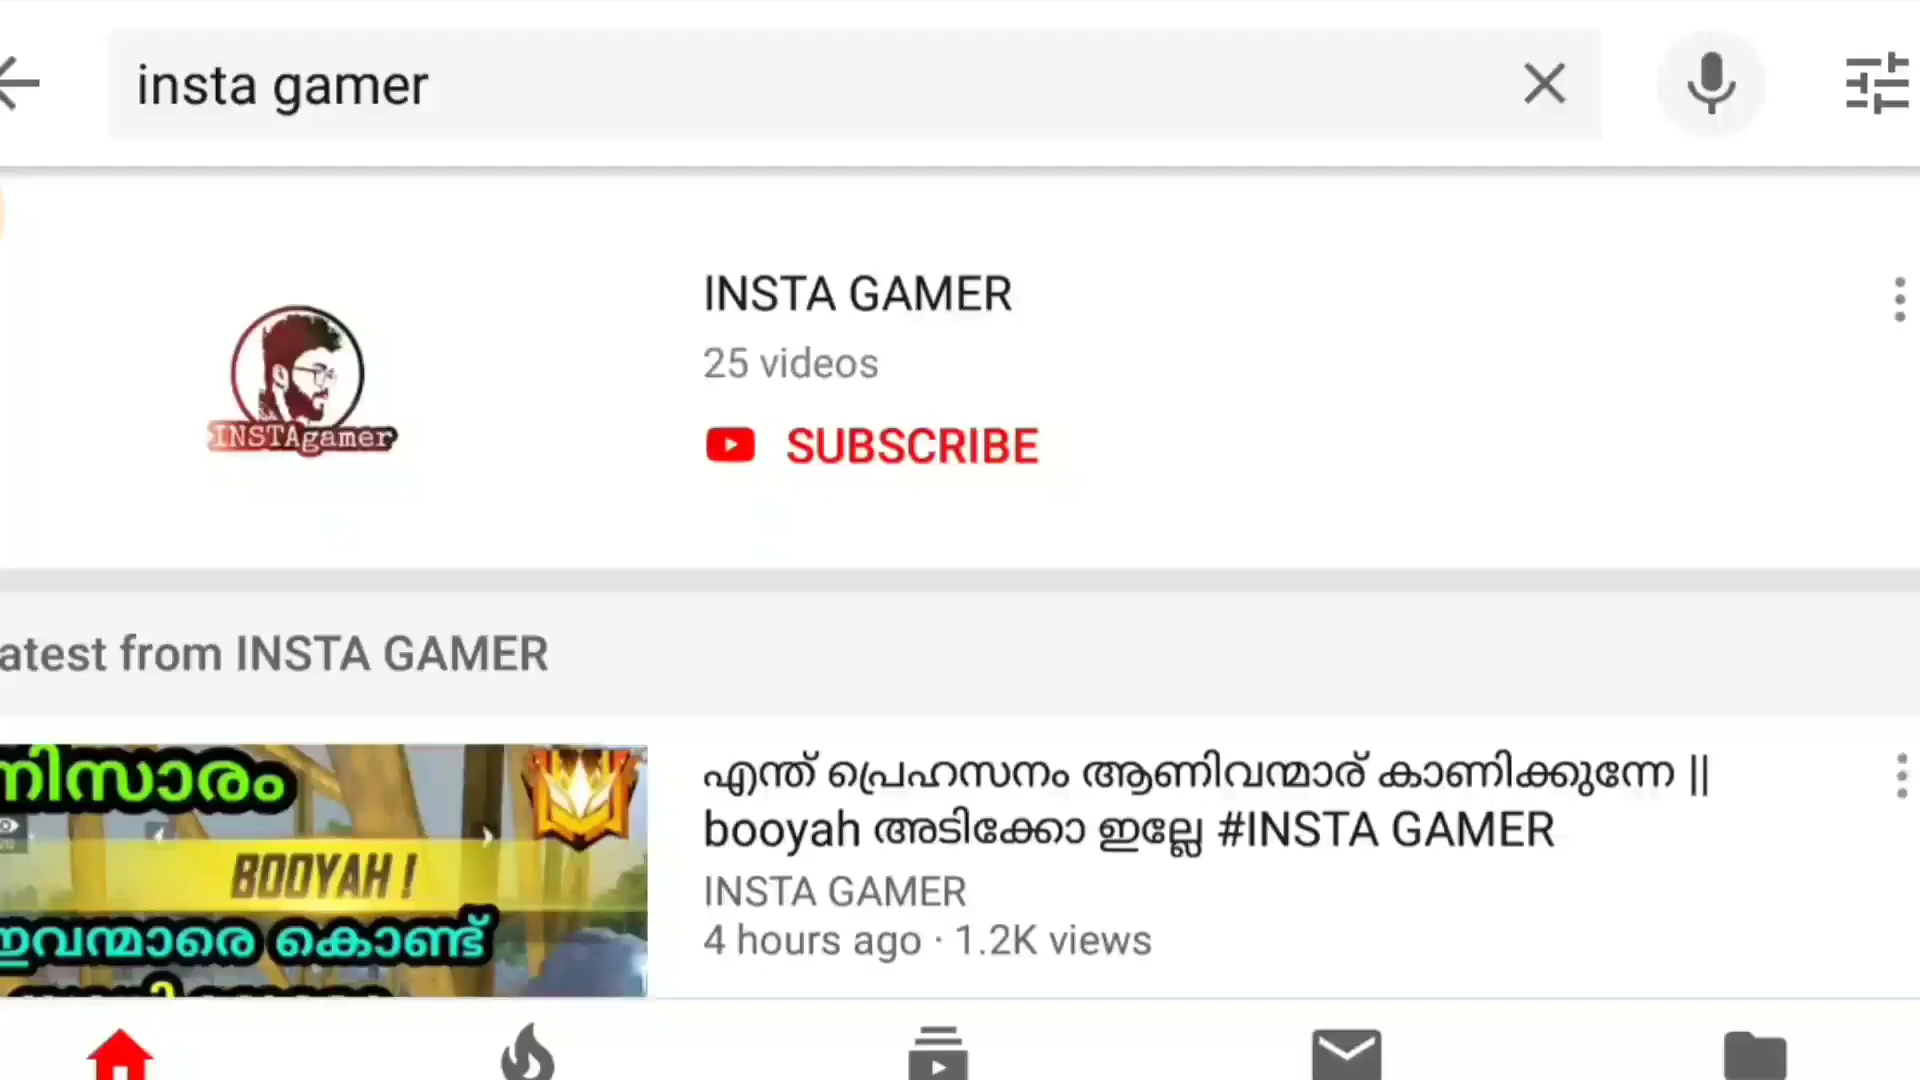 insta gamer
INSTA GAMER
25 videos
INSTAgamer
SUBSCRIBE
atest from INSTA GAMER
നിസാരം
BOOYAH !
ഇവന്മാരെ കൊണ്ട്
എന്ത് പ്രെഹസനം ആണിവന്മാര് കാണിക്കുന്നേ ||
booyah അടിക്കോ ഇല്ലേ #INSTA GAMER
INSTA GAMER
4 hours ago · 1.2K views